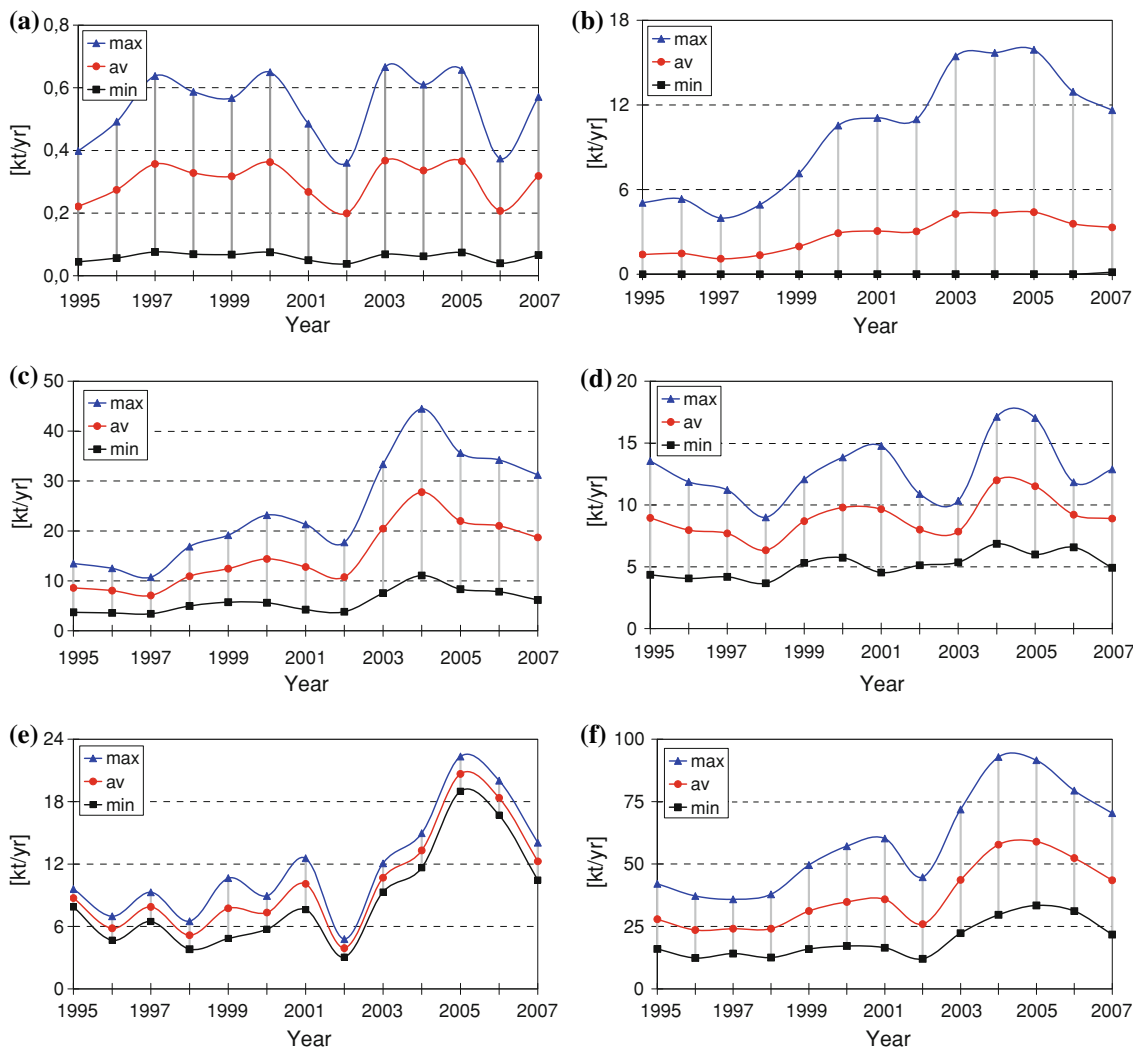 (a)
0,8
0,6
0,4
0,2
0,0
[kt/yr]
max
av
min
1995 1997 1999 2001 2003 2005 2007
Year
(b)
18
12
6
0
[kt/yr]
max
av
min
1995 1997 1999 2001 2003 2005 2007
Year
(c)
50
40
30
20
10
0
[kt/yr]
max
av
min
1995 1997 1999 2001 2003 2005 2007
Year
(d)
20
15
10
5
0
[kt/yr]
max
av
min
1995 1997 1999 2001 2003 2005 2007
Year
(e)
24
18
12
6
0
[kt/yr]
max
av
min
1995 1997 1999 2001 2003 2005 2007
Year
(f)
100
75
50
25
0
[kt/yr]
max
av
min
1995 1997 1999 2001 2003 2005 2007
Year